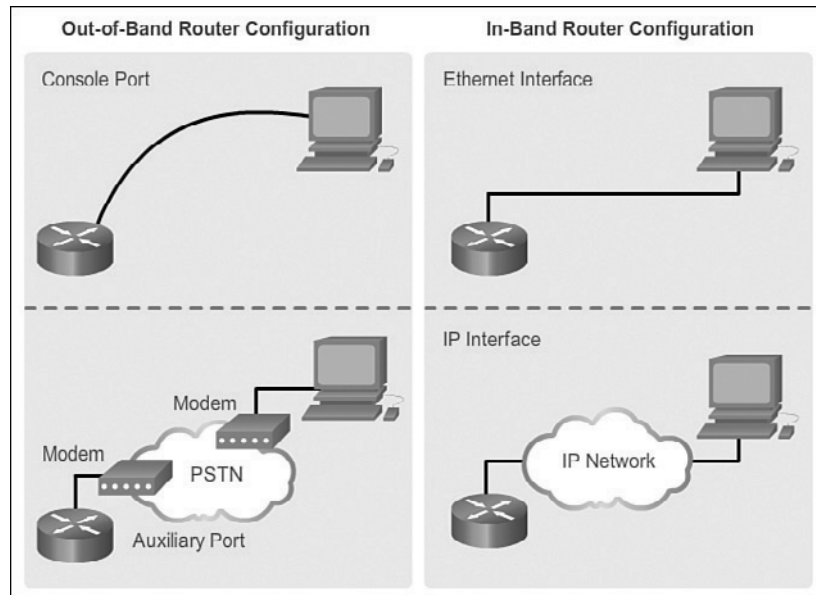 Out-of-Band Router Configuration
Console Port
Modem
Modem
PSTN
Auxiliary Port
In-Band Router Configuration
Ethernet Interface
IP Interface
IP Network